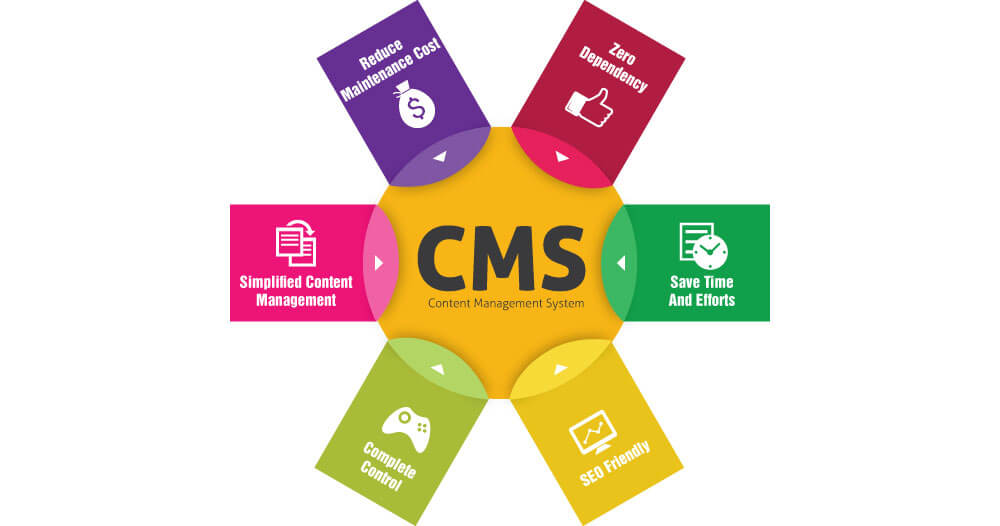 Reduce
Maintenance Cost
Zero
Dependency
Simplified Content
Management
CMS
Content Management System
Save Time
And Efforts
Complete
Control
SEO Friendly